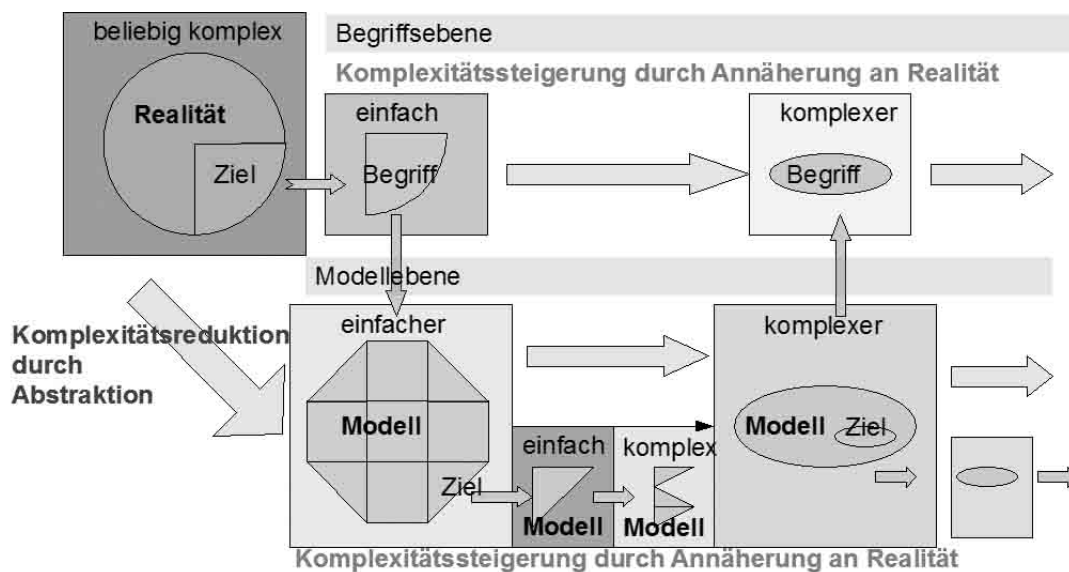 beliebig komplex
Realität
Ziel
Begriffsebene
Komplexitätssteigerung durch Annäherung an Realität
einfach
Begriff
komplexer
Begriff
Modellebene
Komplexitätsreduktion
durch
Abstraktion
einfacher
Modell
Ziel
einfach
Modell
komplex
Modell
komplexer
Modell
Ziel
Komplexitätssteigerung durch Annäherung an Realität